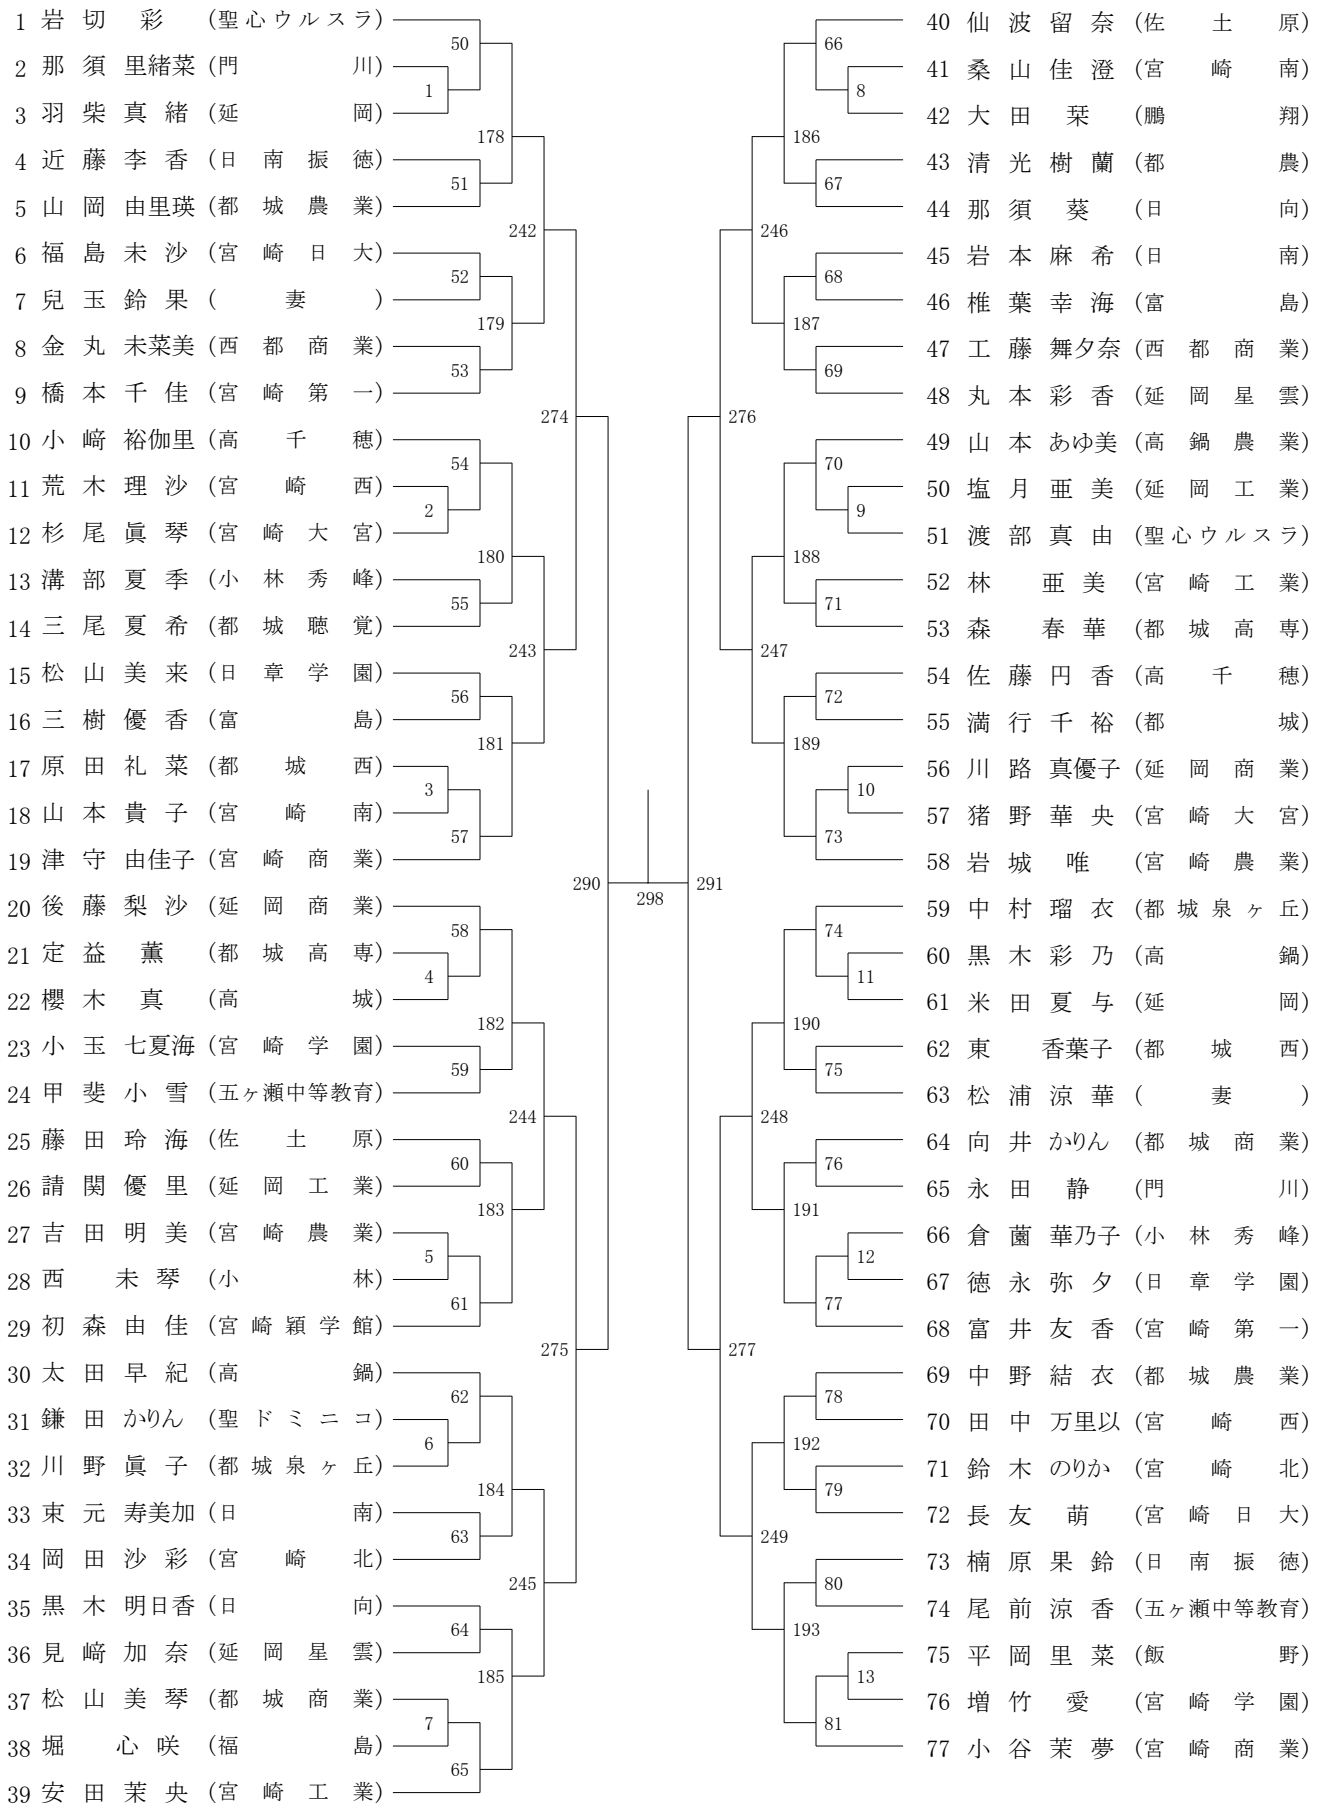 1 岩切 彩 (聖心ウルスラ)
2 那須 里緒菜 (門川)
3 羽柴真緒 (延岡)
4 近藤李香 (日南振徳)
5 山岡 由里瑛 (都城農業)
6 福島未沙 (宮崎日大)
7 兒玉鈴果 (妻)
8 金丸 未菜美 (西都商業)
9 橋本千佳 (宮崎第一)
10 小﨑 裕伽里 (高千穂)
11 荒木理沙 (宮崎西)
12 杉尾眞琴 (宮崎大宮)
13 溝部夏季 (小林秀峰)
14 三尾夏希 (都城聴覚)
15 松山美来 (日章学園)
16 三樹優香 (富島)
17 原田礼菜 (都城西)
18 山本貴子 (宮崎南)
19 津守 由佳子 (宮崎商業)
20 後藤梨沙 (延岡商業)
21 定益 薫 (都城高専)
22 櫻木 真 (高城)
23 小玉 七夏海 (宮崎学園)
24 甲斐小雪 (五ヶ瀬中等教育)
25 藤田玲海 (佐土原)
26 請関優里 (延岡工業)
27 吉田明美 (宮崎農業)
28 西 未琴 (小林)
29 初森由佳 (宮崎穎学館)
30 太田早紀 (高鍋)
31 鎌田 かりん (聖ドミニコ)
32 川野眞子 (都城泉ヶ丘)
33 束元 寿美加 (日南)
34 岡田沙彩 (宮崎北)
35 黒木 明日香 (日向)
36 見﨑加奈 (延岡星雲)
37 松山美琴 (都城商業)
38 堀 心咲 (福島)
39 安田茉央 (宮崎工業)
50
1
178
51
242
52
179
53
274
54
2
180
55
243
56
181
3
57
290
58
4
182
59
244
60
183
5
61
275
62
6
184
63
245
64
185
7
65
298
66
8
186
67
246
68
187
69
276
70
9
188
71
247
72
189
10
73
291
74
11
190
75
248
76
191
12
77
277
78
192
79
249
80
193
13
81
40 仙波留奈 (佐土原)
41 桑山佳澄 (宮崎南)
42 大田 栞 (鵬翔)
43 清光樹蘭 (都農)
44 那須 葵 (日向)
45 岩本麻希 (日南)
46 椎葉幸海 (富島)
47 工藤 舞夕奈 (西都商業)
48 丸本彩香 (延岡星雲)
49 山本 あゆ美 (高鍋農業)
50 塩月亜美 (延岡工業)
51 渡部真由 (聖心ウルスラ)
52 林 亜美 (宮崎工業)
53 森 春華 (都城高専)
54 佐藤円香 (高千穂)
55 満行千裕 (都城)
56 川路 真優子 (延岡商業)
57 猪野華央 (宮崎大宮)
58 岩城 唯 (宮崎農業)
59 中村瑠衣 (都城泉ヶ丘)
60 黒木彩乃 (高鍋)
61 米田夏与 (延岡)
62 東 香葉子 (都城西)
63 松浦涼華 (妻)
64 向井 かりん (都城商業)
65 永田 静 (門川)
66 倉薗 華乃子 (小林秀峰)
67 徳永弥夕 (日章学園)
68 富井友香 (宮崎第一)
69 中野結衣 (都城農業)
70 田中 万里以 (宮崎西)
71 鈴木 のりか (宮崎北)
72 長友 萌 (宮崎日大)
73 楠原果鈴 (日南振徳)
74 尾前涼香 (五ヶ瀬中等教育)
75 平岡里菜 (飯野)
76 増竹 愛 (宮崎学園)
77 小谷茉夢 (宮崎商業)